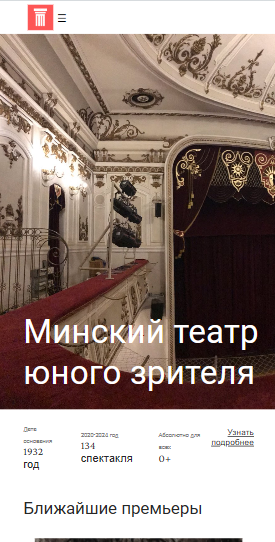 Минский театр
юного зрителя
Дата
основания
1932
год
2020-2024 год
134
спектакля
Абсолютно для
всех
0+
Узнать
подробнее
Ближайшие премьеры